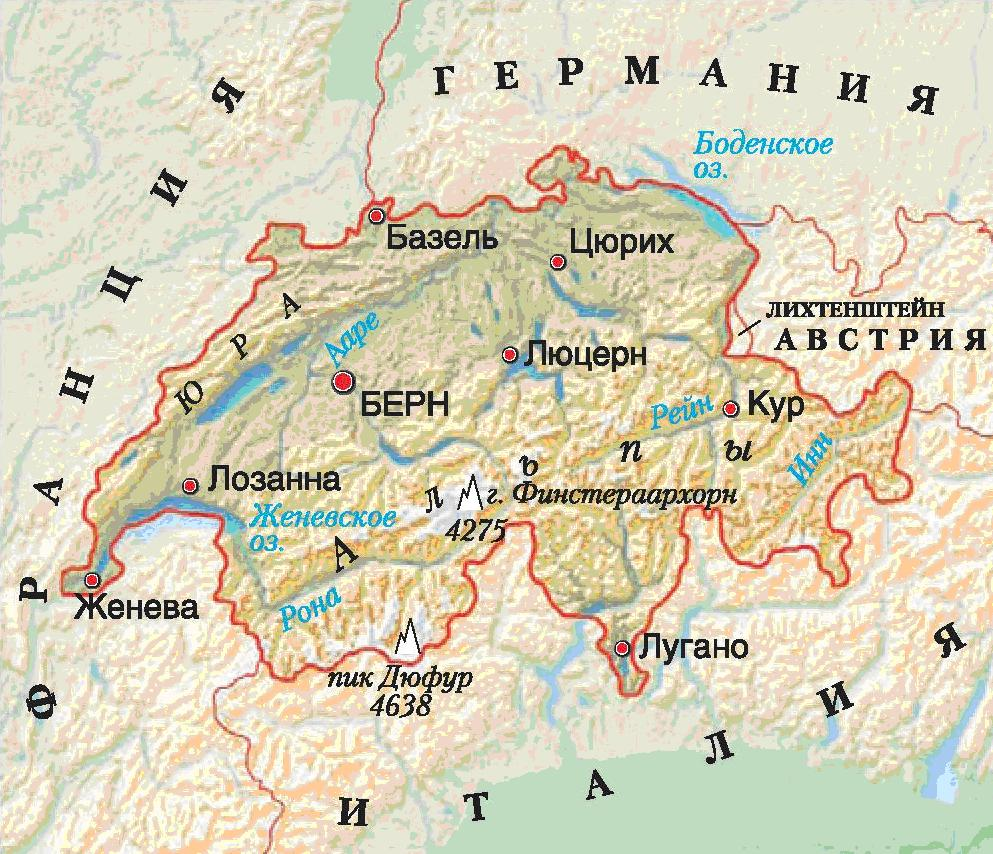 ГЕРМАНИЯ
ФРАНЦИЯ
Боденское
оз.
Базель
Цюрих
ЛИХТЕНШТЕЙН
АВСТРИЯ
ЮРА
Ааре
Люцерн
БЕРН
Рейн
Кур
Инн
АЛЬПЫ
Лозанна
г. Финстераархорн
4275
Женевское
оз.
Женева
Рона
Лугано
пик Дюфур
4638
ИТАЛИЯ